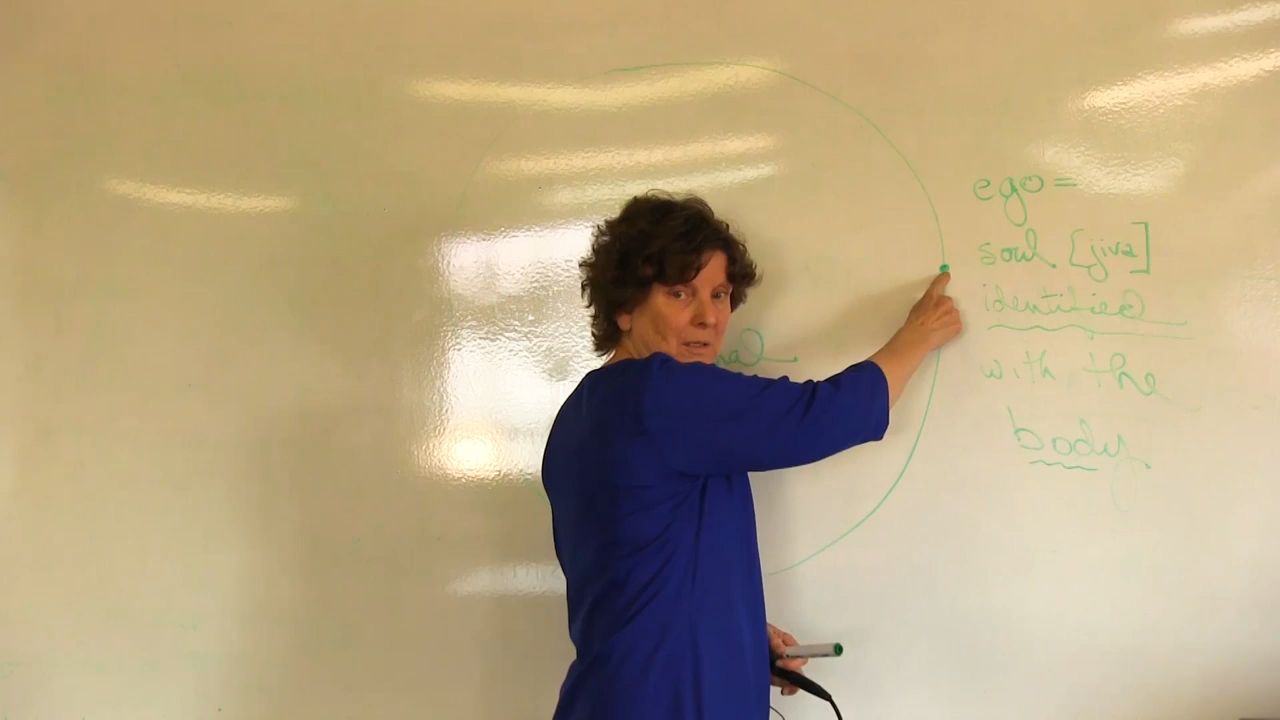 ego=
soul [jiva]
identified
with the
body